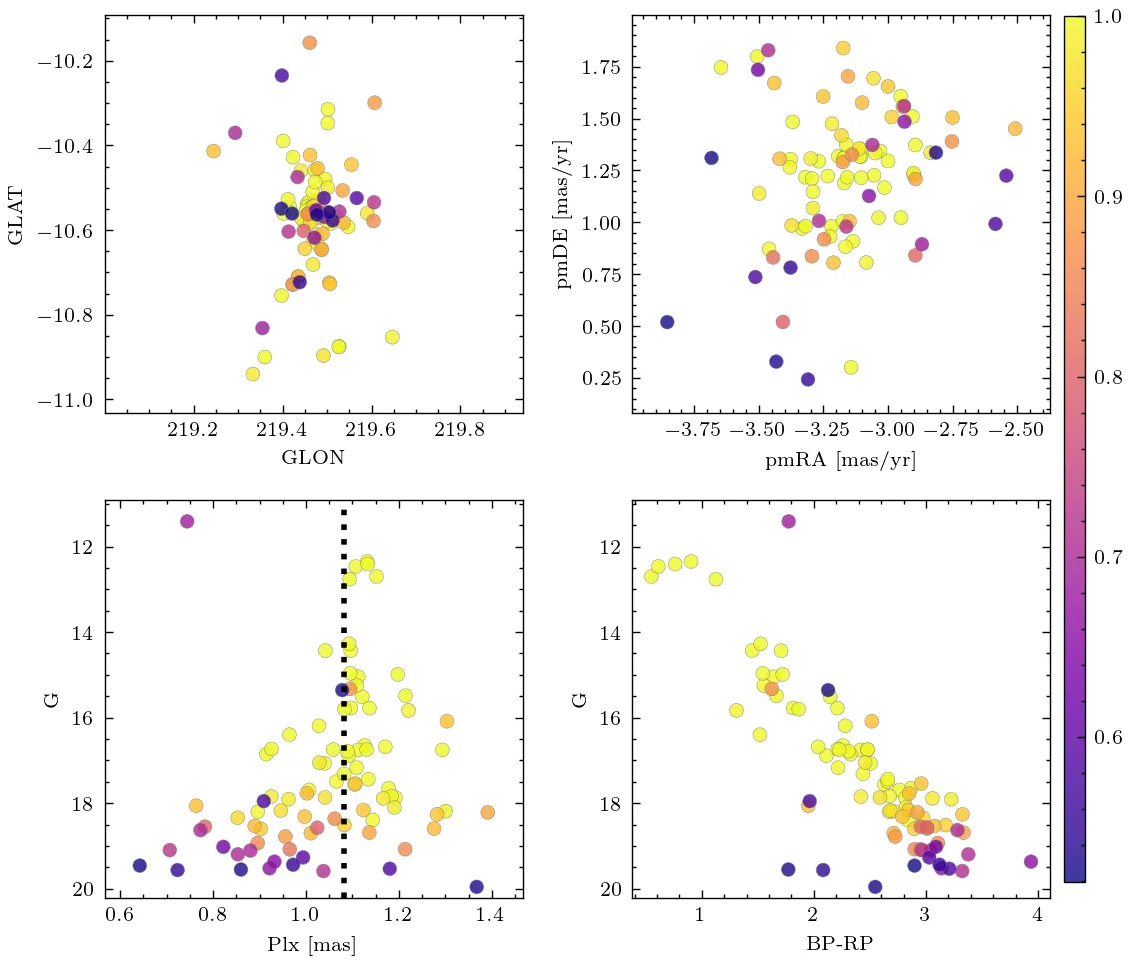 −10.2
−10.4
−10.6
−10.8
−11.0
GLAT
219.2 219.4 219.6 219.8
GLON
1.75
1.50
1.25
1.00
0.75
0.50
0.25
pmDE [mas/yr]
−3.75 −3.50 −3.25 −3.00 −2.75 −2.50
pmRA [mas/yr]
1.0
0.9
0.8
0.7
0.6
12
14
16
18
20
G
0.6 0.8 1.0 1.2 1.4
Plx [mas]
12
14
16
18
20
G
1 2 3 4
BP-RP